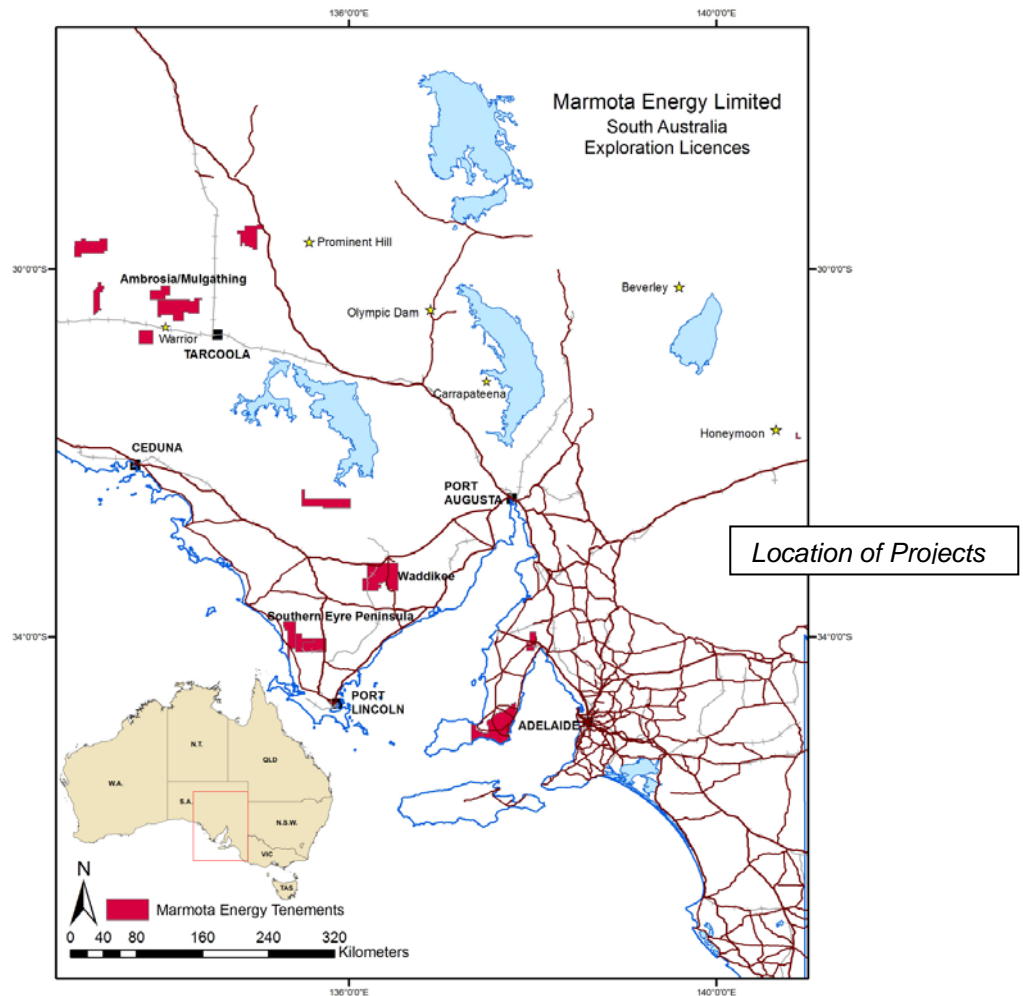 136°0'0"E
140°0'0"E
Marmota Energy Limited
South Australia
Exploration Licences
Prominent Hill
30°0'0"S
30°0'0"S
Ambrosia/Mulgathing
Beverley
Olympic Dam
Warrior
TARCOOLA
Carrapateena
Honeymoon
CEDUNA
PORT
AUGUSTA
Location of Projects
Waddikee
Southern Eyre Peninsula
34°0'0"S
34°0'0"S
PORT
LINCOLN
ADELAIDE
N.T.
QLD
W.A.
S.A.
N.S.W.
VIC
TAS
N
Marmota Energy Tenements
0 40 80 160 240 320
Kilometers
136°0'0"E
140°0'0"E